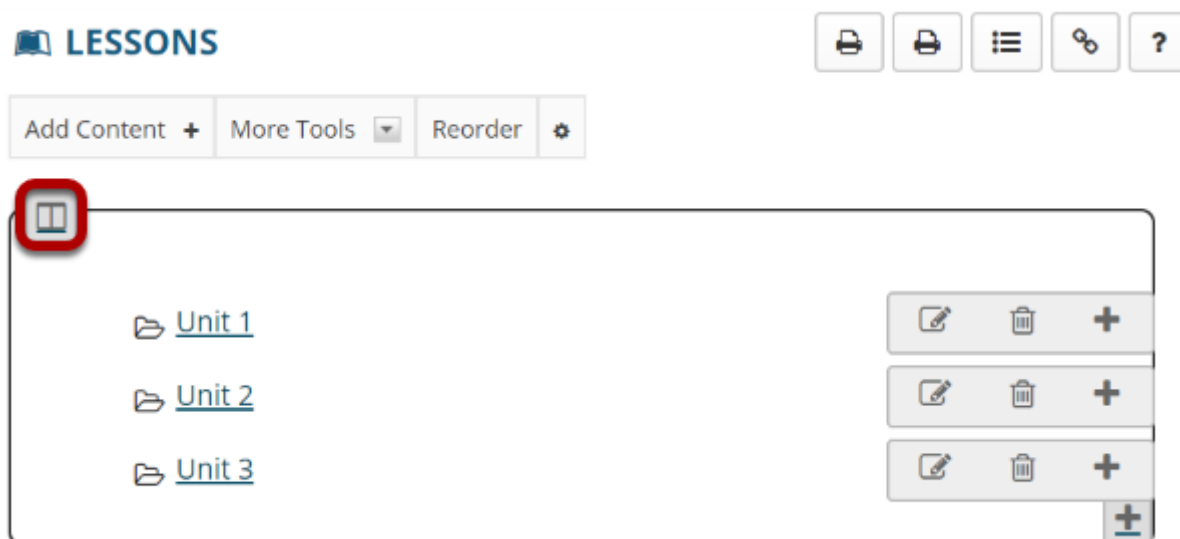 LESSONS
?
Add Content + More Tools Reorder
Unit 1
Unit 2
Unit 3